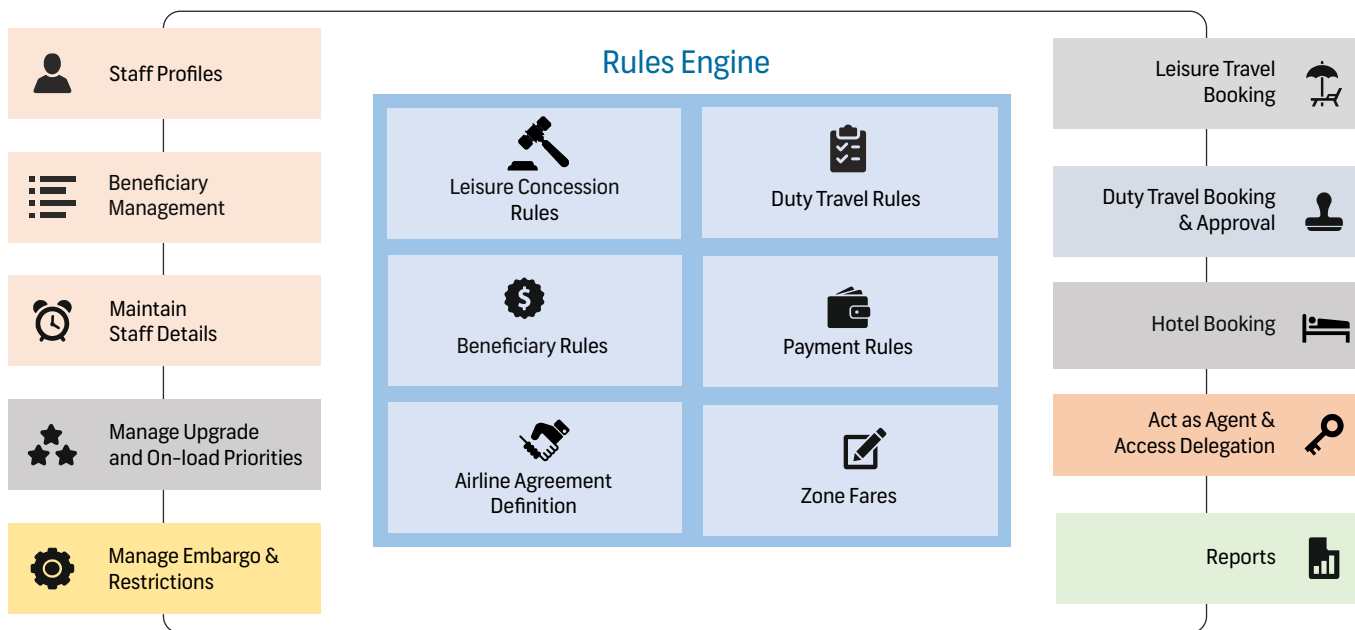 Staff Profiles
Beneficiary
Management
Maintain
Staff Details
Manage Upgrade
and On-load Priorities
Manage Embargo &
Restrictions
Rules Engine
Leisure Concession
Rules
Duty Travel Rules
Beneficiary Rules
Payment Rules
Airline Agreement
Definition
Zone Fares
Leisure Travel
Booking
Duty Travel Booking
& Approval
Hotel Booking
Act as Agent &
Access Delegation
Reports